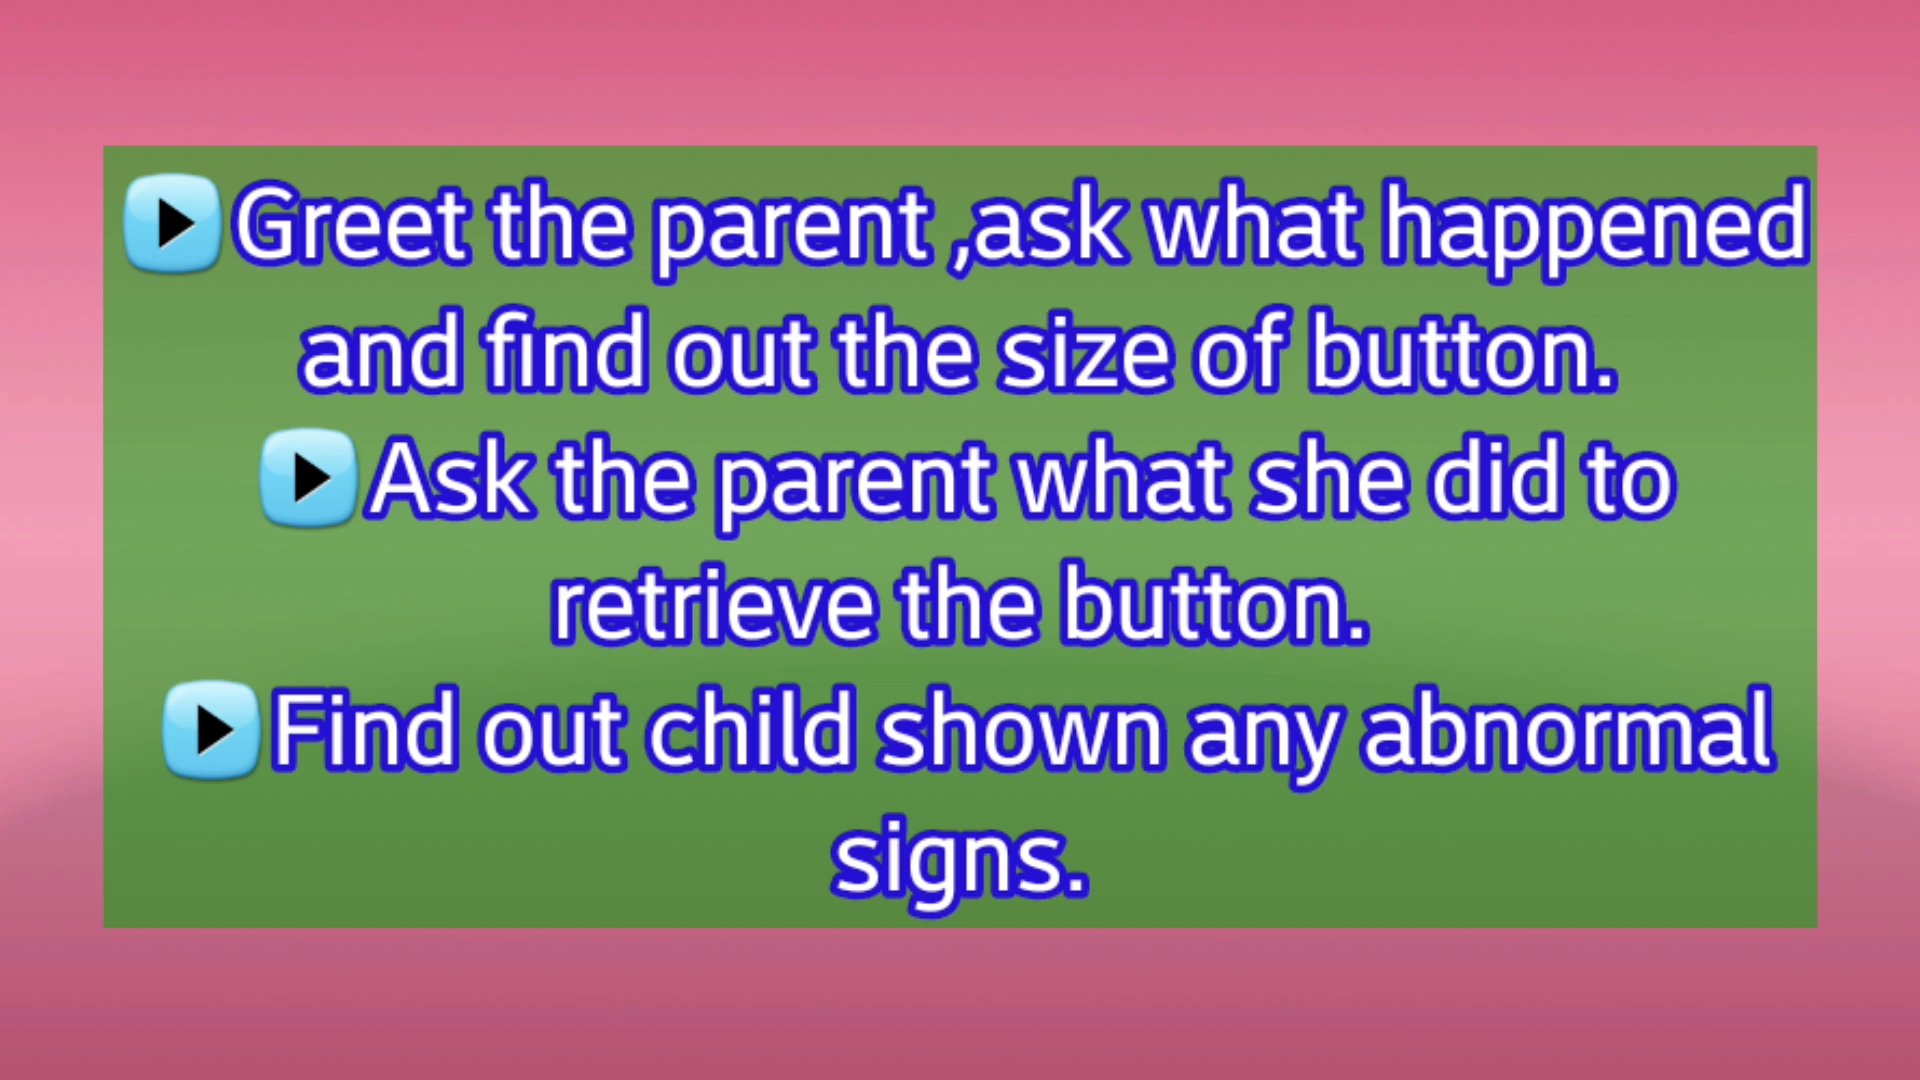 ▶Greet the parent ,ask what happened
and find out the size of button.
▶Ask the parent what she did to
retrieve the button.
▶Find out child shown any abnormal
signs.